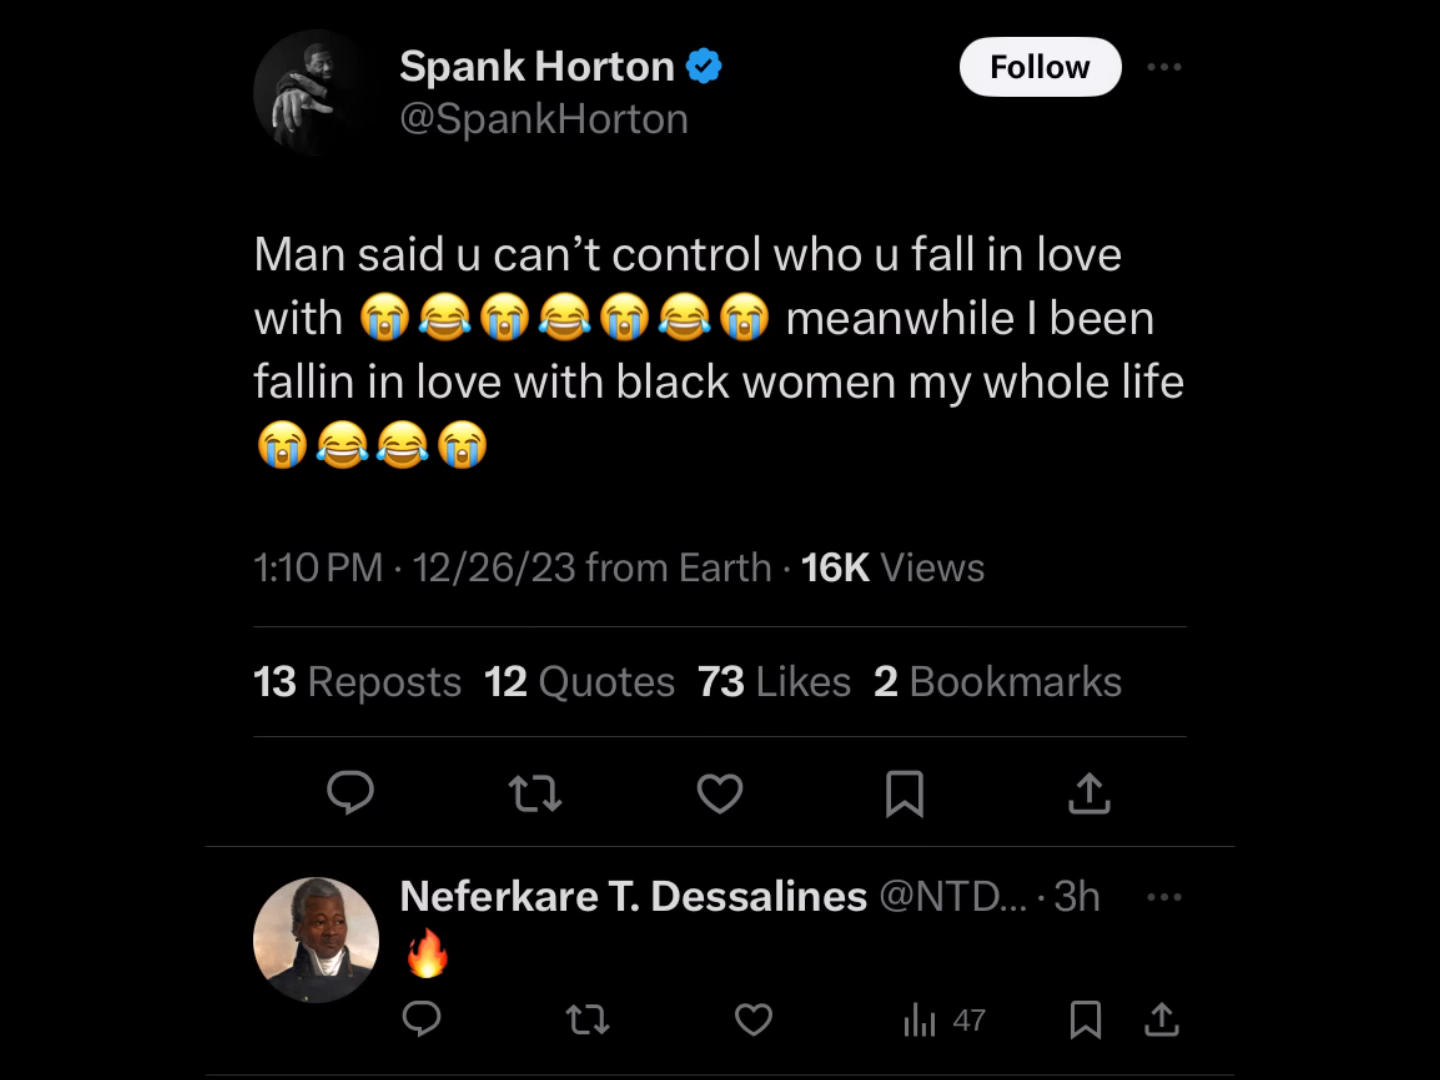 Spank Horton
Follow
@SpankHorton
Man said u can’t control who u fall in love
with 😭😂😭😂😭😂😭 meanwhile I been
fallin in love with black women my whole life
😭😂😂😭
1:10 PM · 12/26/23 from Earth · 16K Views
13 Reposts 12 Quotes 73 Likes 2 Bookmarks
Neferkare T. Dessalines @NTD... · 3h
🔥
47